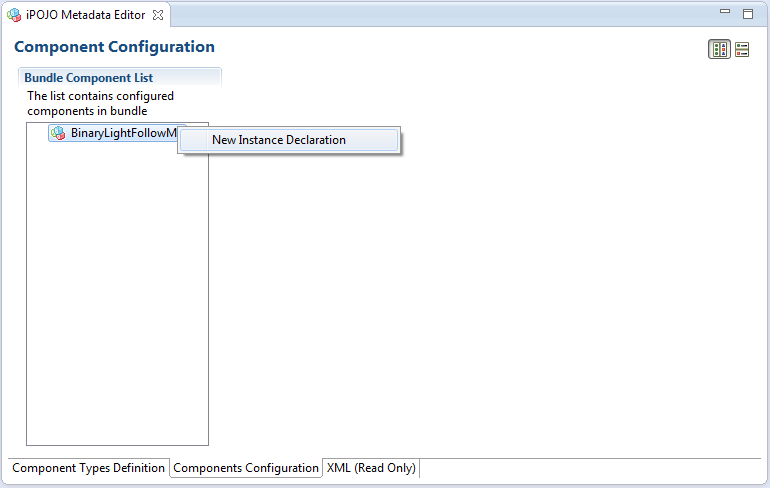 iPOJO Metadata Editor
Component Configuration
Bundle Component List
The list contains configured
components in bundle
BinaryLightFollowM
New Instance Declaration
Component Types Definition Components Configuration XML (Read Only)